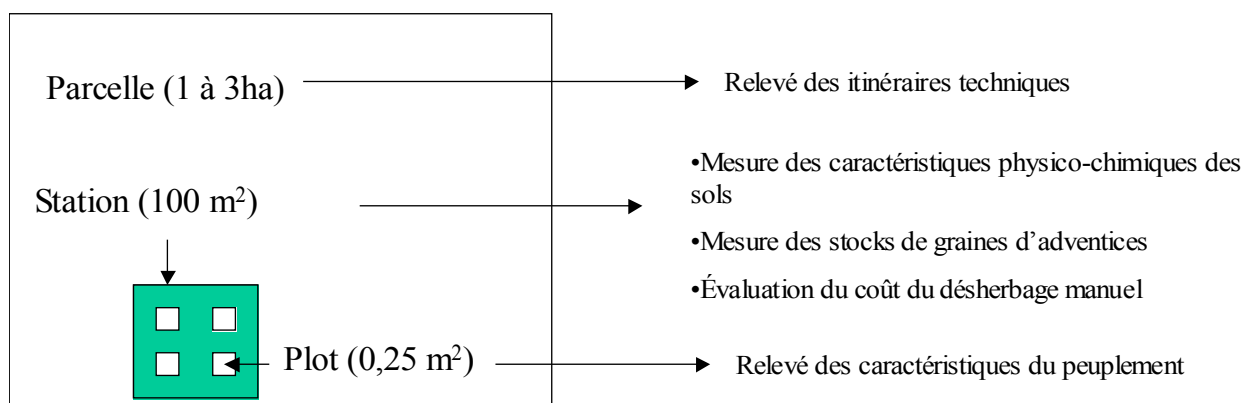 Parcelle (1 à 3ha)
Relevé des itinéraires techniques
Station (100 m²)
•Mesure des caractéristiques physico-chimiques des
sols
•Mesure des stocks de graines d’adventices
•Évaluation du coût du désherbage manuel
Plot (0,25 m²)
Relevé des caractéristiques du peuplement